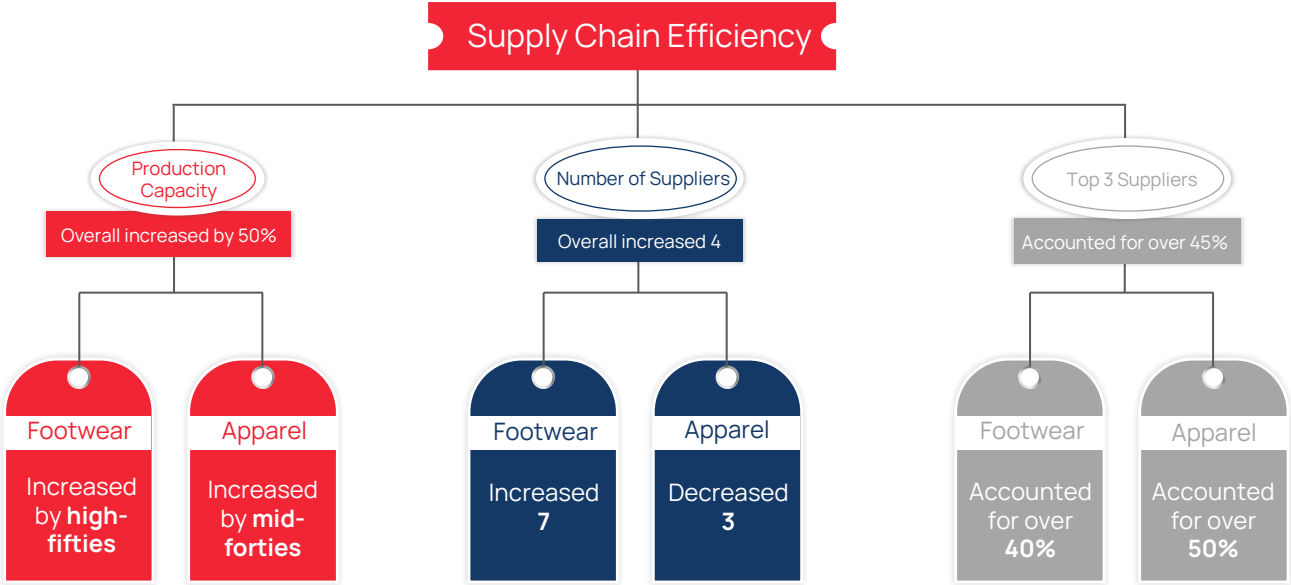 Supply Chain Efficiency
Production
Capacity
Overall increased by 50%
Footwear
Increased
by high-
fifties
Apparel
Increased
by mid-
forties
Number of Suppliers
Overall increased 4
Footwear
Increased
7
Apparel
Decreased
3
Top 3 Suppliers
Accounted for over 45%
Footwear
Accounted
for over
40%
Apparel
Accounted
for over
50%